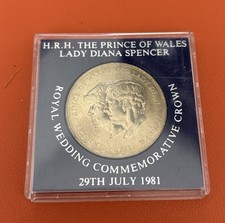 H.R.H. THE PRINCE OF WALES
LADY DIANA SPENCER
ROYAL WEDDING COMMEMORATIVE CROWN
29TH JULY 1981